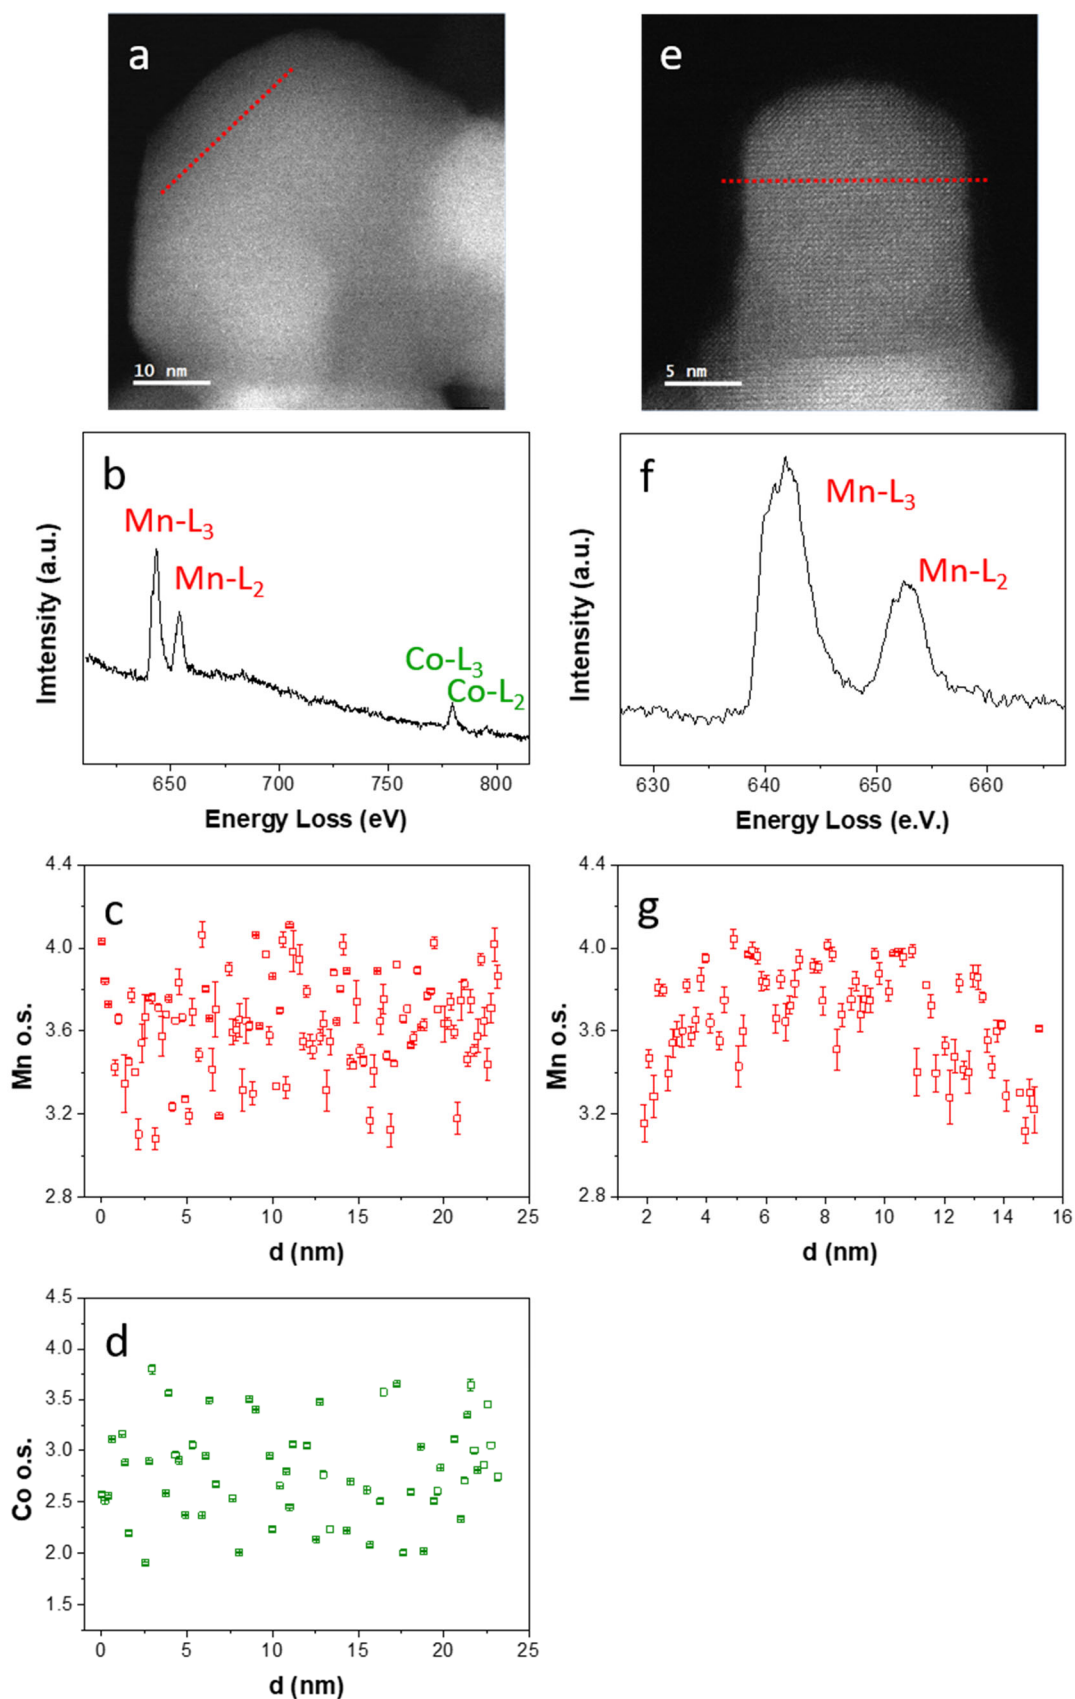 a
10 nm
e
5 nm
b
Mn-L3
Mn-L2
Co-L3
Co-L2
Imtensity (a.u.)
650 700 750 800
Energy Loss (eV)
f
Mn-L3
Mn-L2
Intensity (a.u.)
630 640 650 660
Energy Loss (e.V.)
c
Mn o.s.
4.4
4.0
3.6
3.2
2.8
0 5 10 15 20 25
d (nm)
g
Mn o.s.
4.4
4.0
3.6
3.2
2.8
2 4 6 8 10 12 14 16
d (nm)
d
Co o.s.
4.5
4.0
3.5
3.0
2.5
2.0
1.5
0 5 10 15 20 25
d (nm)